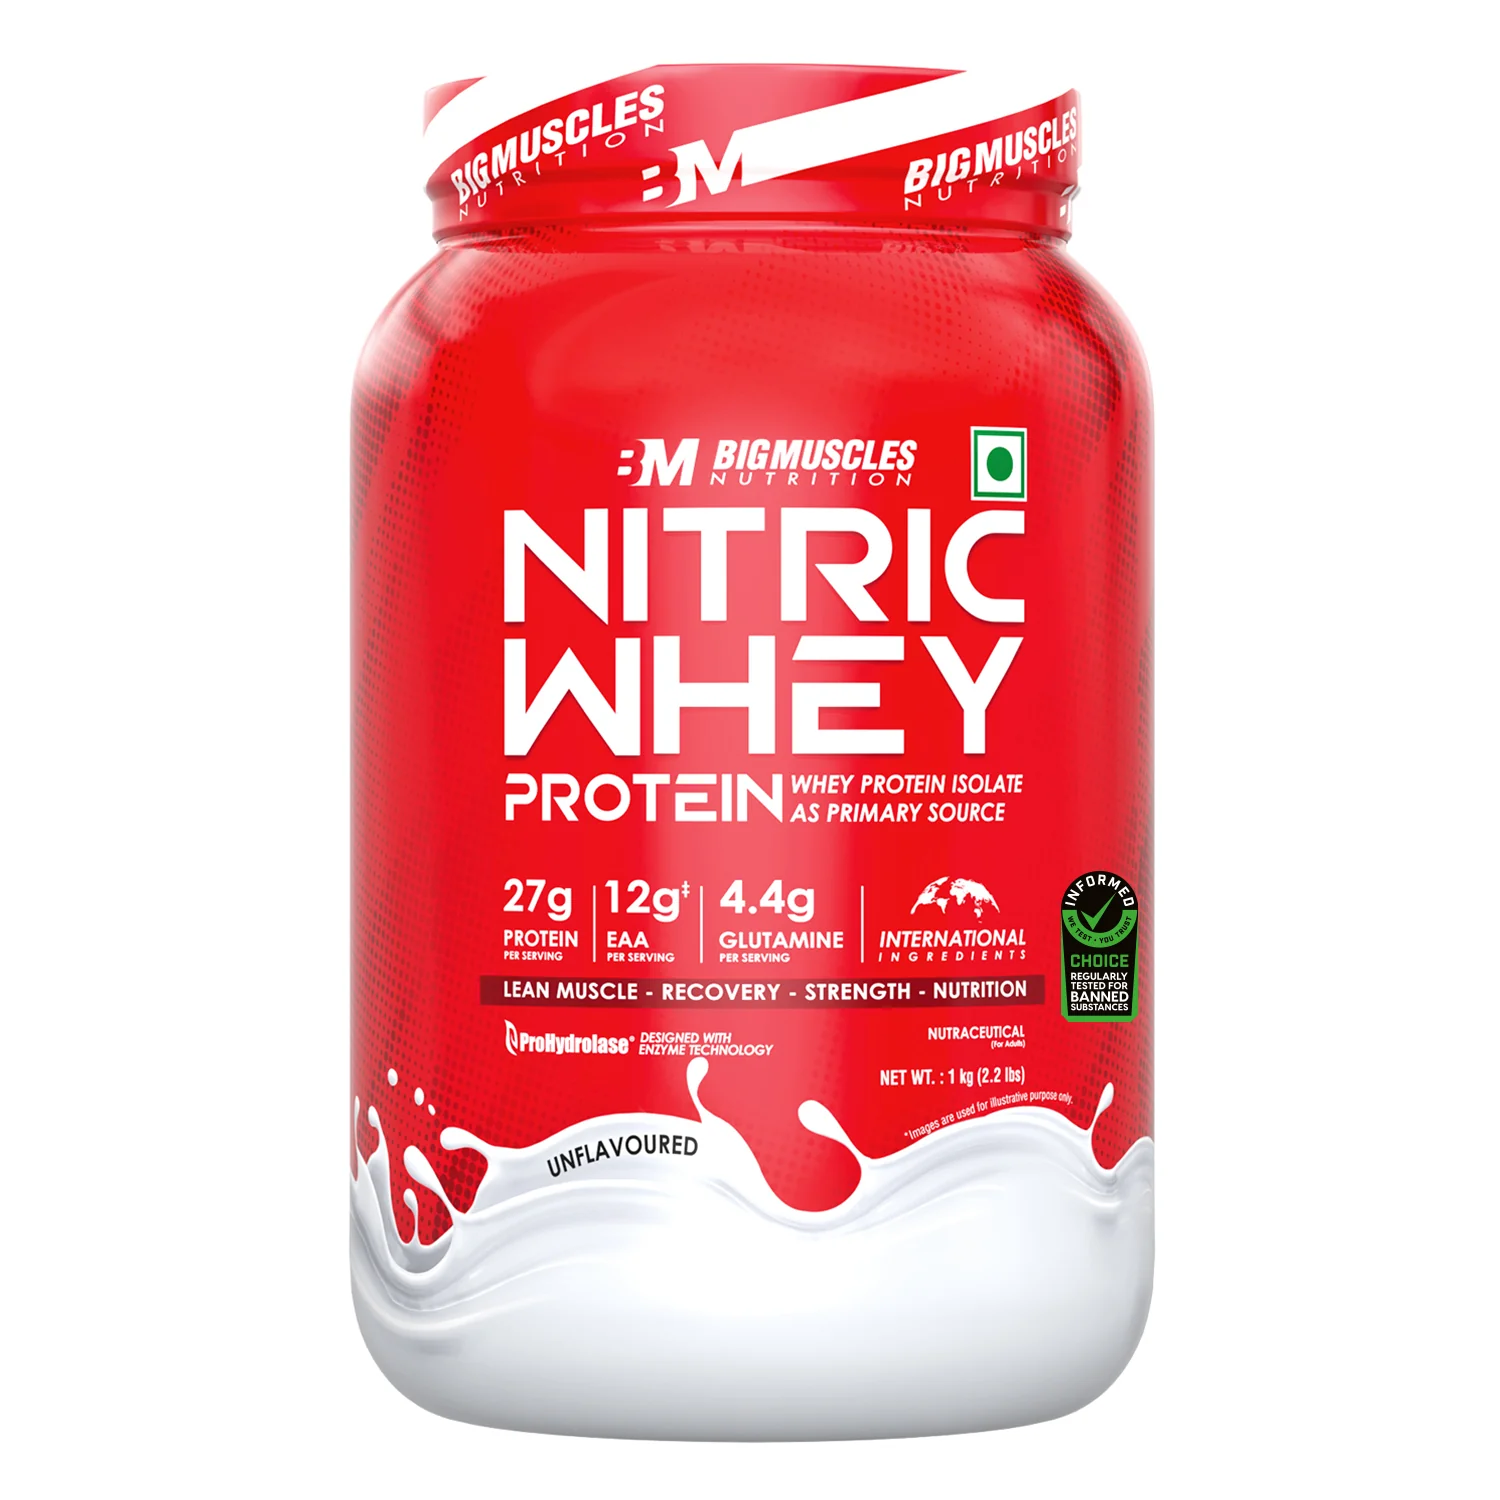 BIGMUSCLES
NUTRITION
BM
BIGMUSCLES
NUTRITION
BM BIGMUSCLES
NUTRITION
NITRIC
WHEY
PROTEIN
WHEY PROTEIN ISOLATE
AS PRIMARY SOURCE
27g
PROTEIN
PER SERVING
12g‡
EAA
PER SERVING
4.4g
GLUTAMINE
PER SERVING
INTERNATIONAL
INGREDIENTS
LEAN MUSCLE - RECOVERY - STRENGTH - NUTRITION
ProHydrolase®
DESIGNED WITH
ENZYME TECHNOLOGY
NUTRACEUTICAL
(For Adults)
NET WT. : 1 kg (2.2 lbs)
*Images are used for illustrative purpose only.
UNFLAVOURED
INFORMED
WE TEST • YOU TRUST
CHOICE
REGULARLY
TESTED FOR
BANNED
SUBSTANCES